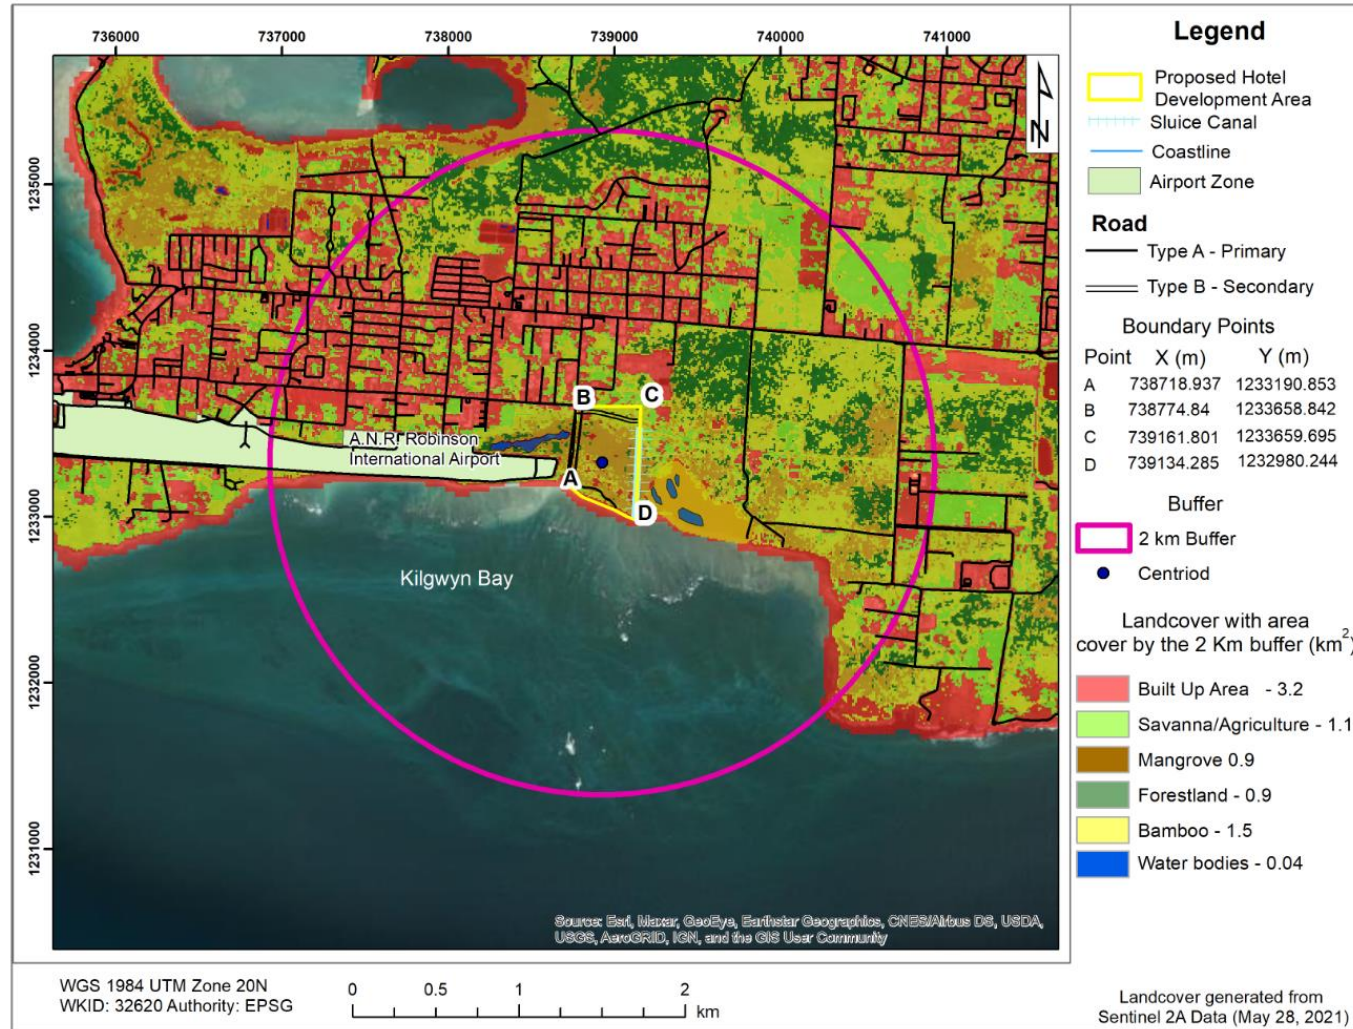 736000 737000 738000 739000 740000 741000
1235000
1234000
1233000
1232000
1231000
N
B
C
A.N.R. Robinson
International Airport
A
D
Kilgwyn Bay
Source: Esri, Maxar, GeoEye, Earthstar Geographics, CNES/Airbus DS, USDA,
USGS, AeroGRID, IGN, and the GIS User Community
Legend
Proposed Hotel
Development Area
Sluice Canal
Coastline
Airport Zone
Road
Type A - Primary
Type B - Secondary
Boundary Points
Point X (m) Y (m)
A 738718.937 1233190.853
B 738774.84 1233658.842
C 739161.801 1233659.695
D 739134.285 1232980.244
Buffer
2 km Buffer
Centriod
Landcover with area
cover by the 2 Km buffer (km²)
Built Up Area - 3.2
Savanna/Agriculture - 1.1
Mangrove 0.9
Forestland - 0.9
Bamboo - 1.5
Water bodies - 0.04
WGS 1984 UTM Zone 20N
WKID: 32620 Authority: EPSG
0 0.5 1 2
km
Landcover generated from
Sentinel 2A Data (May 28, 2021)